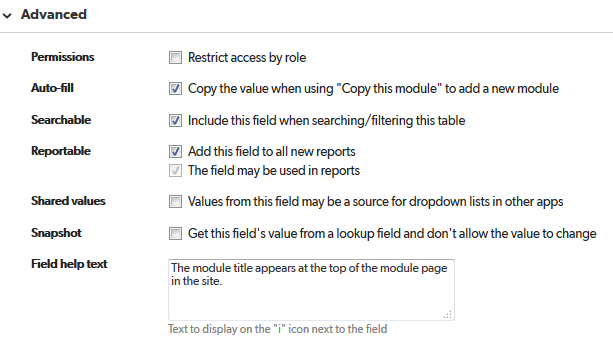 Advanced
Permissions Restrict access by role
Auto-fill Copy the value when using "Copy this module" to add a new module
Searchable Include this field when searching/filtering this table
Reportable Add this field to all new reports
The field may be used in reports
Shared values Values from this field may be a source for dropdown lists in other apps
Snapshot Get this field's value from a lookup field and don't allow the value to change
Field help text The module title appears at the top of the module page
in the site.
Text to display on the "i" icon next to the field